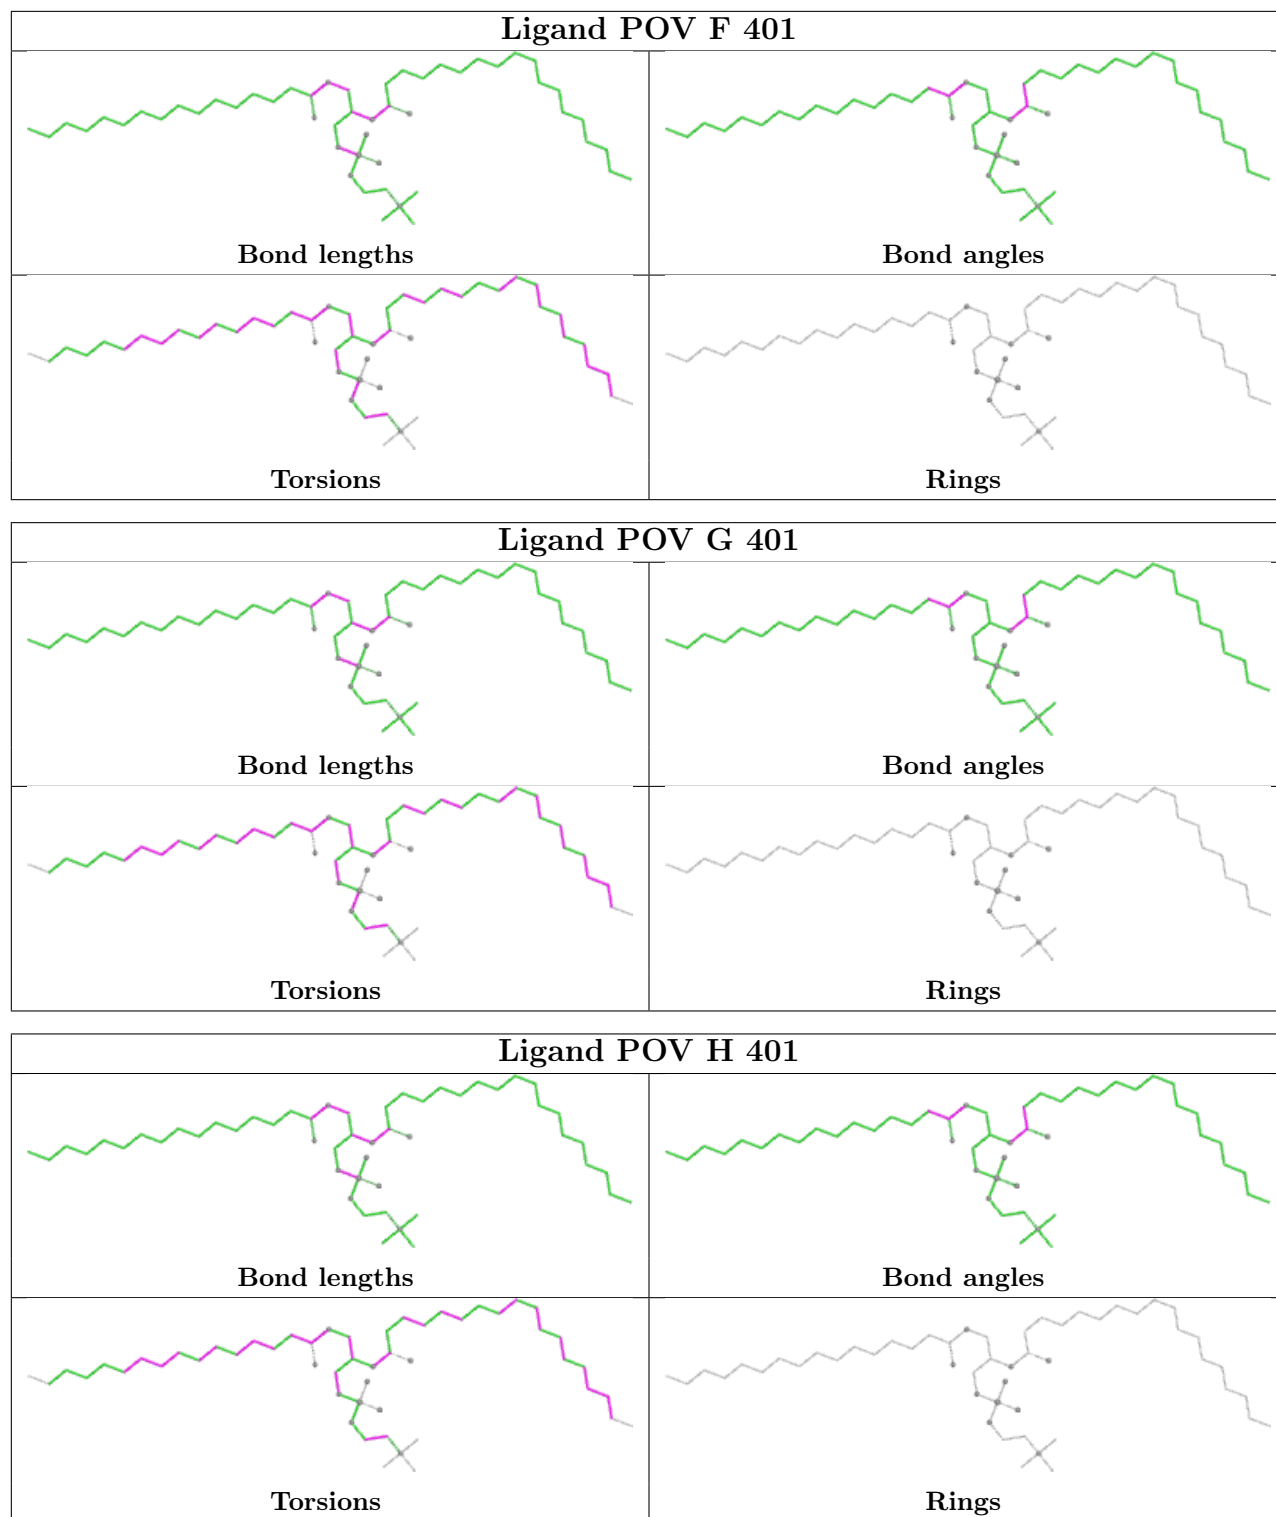 Ligand POV F 401
Bond lengths
Bond angles
Torsions
Rings
Ligand POV G 401
Bond lengths
Bond angles
Torsions
Rings
Ligand POV H 401
Bond lengths
Bond angles
Torsions
Rings